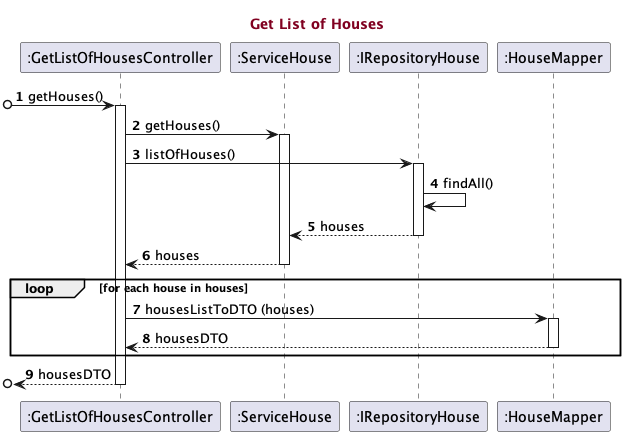 Get List of Houses
:GetListOfHousesController :ServiceHouse :IRepositoryHouse :HouseMapper
1 getHouses()
2 getHouses()
3 listOfHouses()
4 findAll()
5 houses
6 houses
loop [for each house in houses]
7 housesListToDTO (houses)
8 housesDTO
9 housesDTO
:GetListOfHousesController :ServiceHouse :IRepositoryHouse :HouseMapper